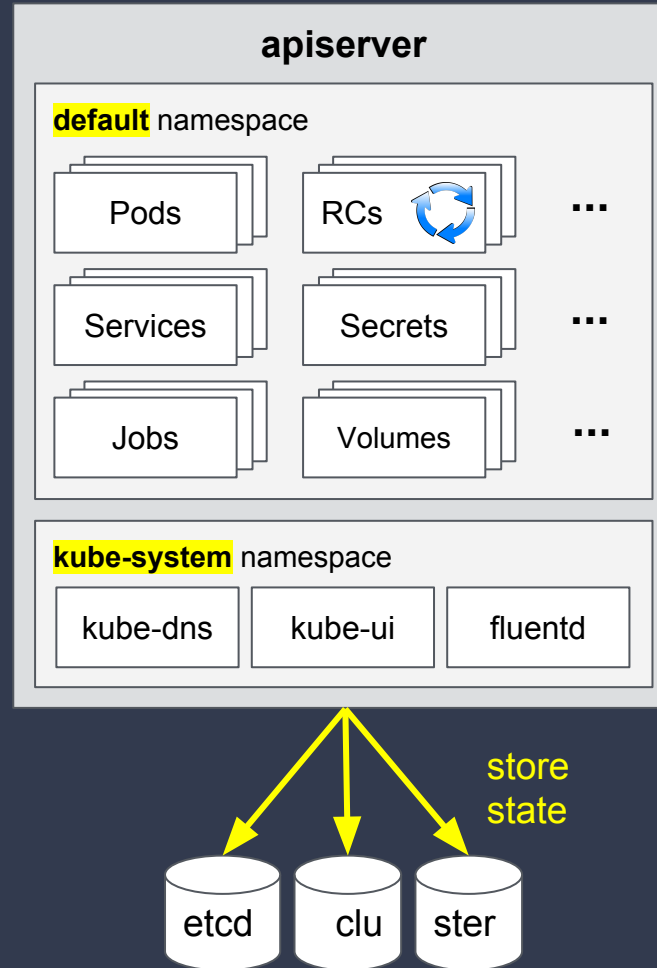 apiserver
default namespace
Pods
RCs
...
Services
Secrets
...
Jobs
Volumes
...
kube-system namespace
kube-dns
kube-ui
fluentd
store
state
etcd
clu
ster